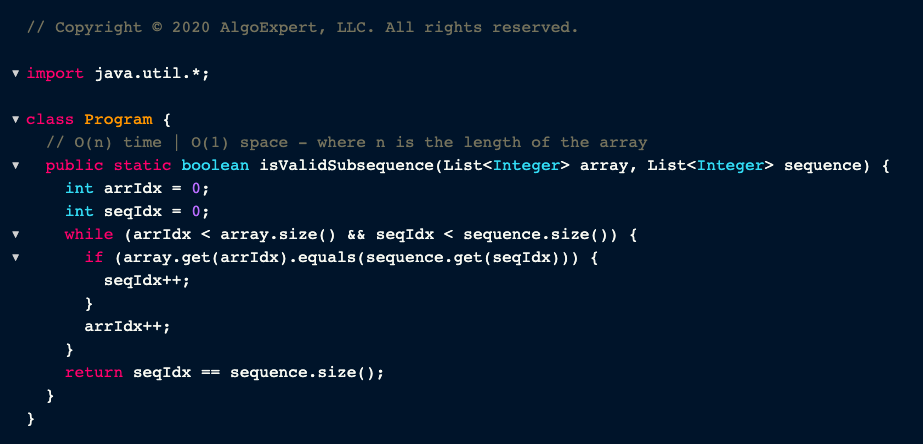 // Copyright © 2020 AlgoExpert, LLC. All rights reserved.
import java.util.*;
class Program {
// O(n) time | O(1) space - where n is the length of the array
public static boolean isValidSubsequence(List<Integer> array, List<Integer> sequence) {
int arrIdx = 0;
int seqIdx = 0;
while (arrIdx < array.size() && seqIdx < sequence.size()) {
if (array.get(arrIdx).equals(sequence.get(seqIdx))) {
seqIdx++;
}
arrIdx++;
}
return seqIdx == sequence.size();
}
}